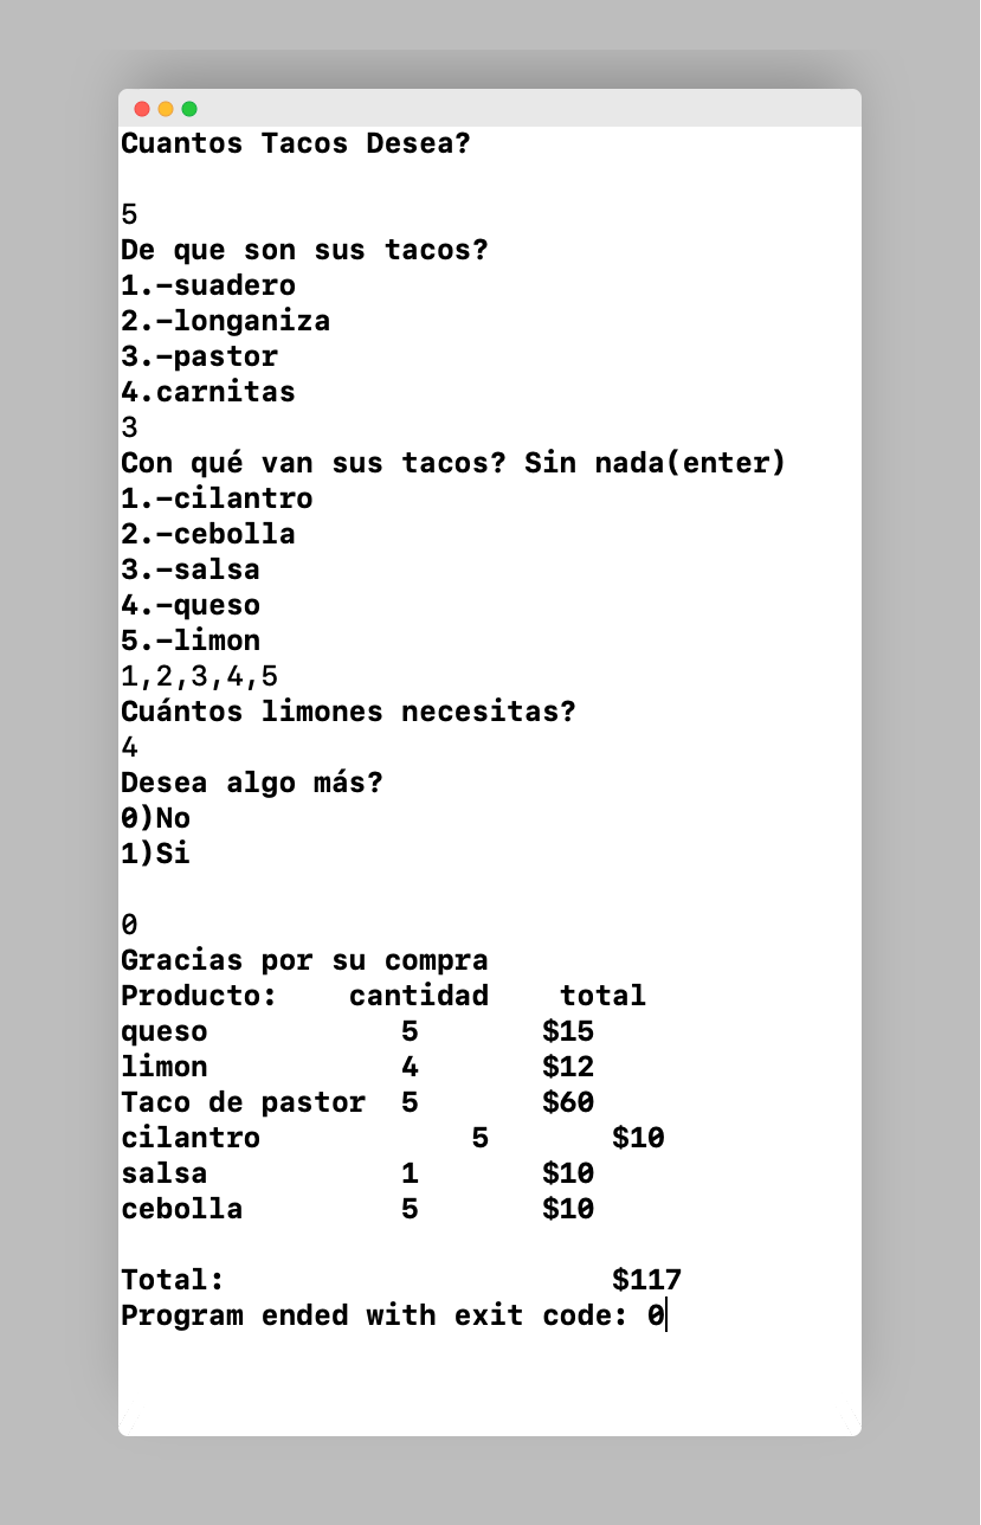 Cuantos Tacos Desea?
5
De que son sus tacos?
1.-suadero
2.-longaniza
3.-pastor
4.carnitas
3
Con qué van sus tacos? Sin nada(enter)
1.-cilantro
2.-cebolla
3.-salsa
4.-queso
5.-limon
1,2,3,4,5
Cuántos limones necesitas?
4
Desea algo más?
0)No
1)Si
0
Gracias por su compra
Producto:    cantidad    total
queso           5       $15
limon           4       $12
Taco de pastor  5       $60
cilantro            5       $10
salsa           1       $10
cebolla         5       $10
Total:                      $117
Program ended with exit code: 0